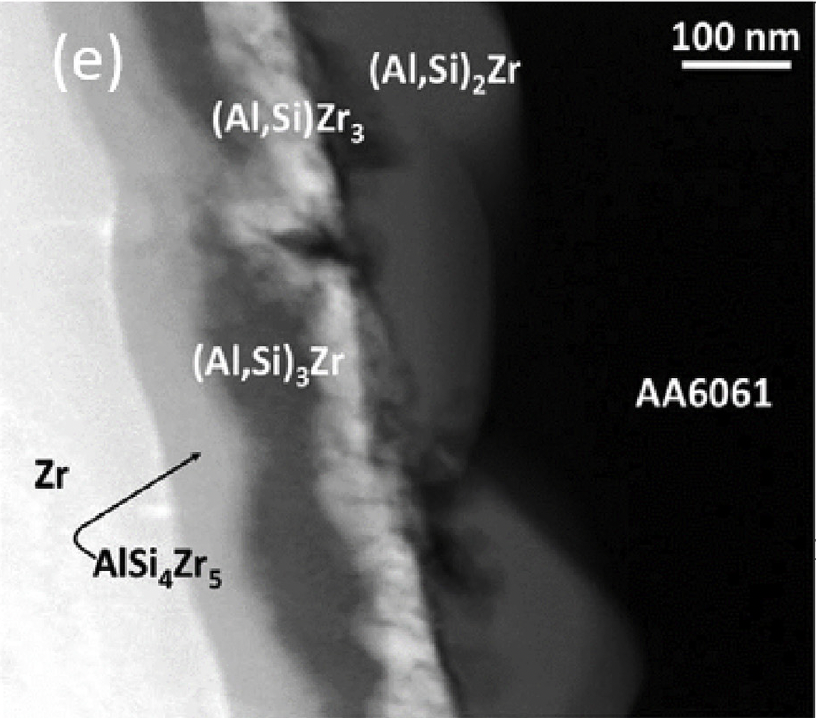 (e)
100 nm
(Al,Si)₂Zr
(Al,Si)Zr₃
(Al,Si)₃Zr
AA6061
Zr
AlSi₄Zr₅